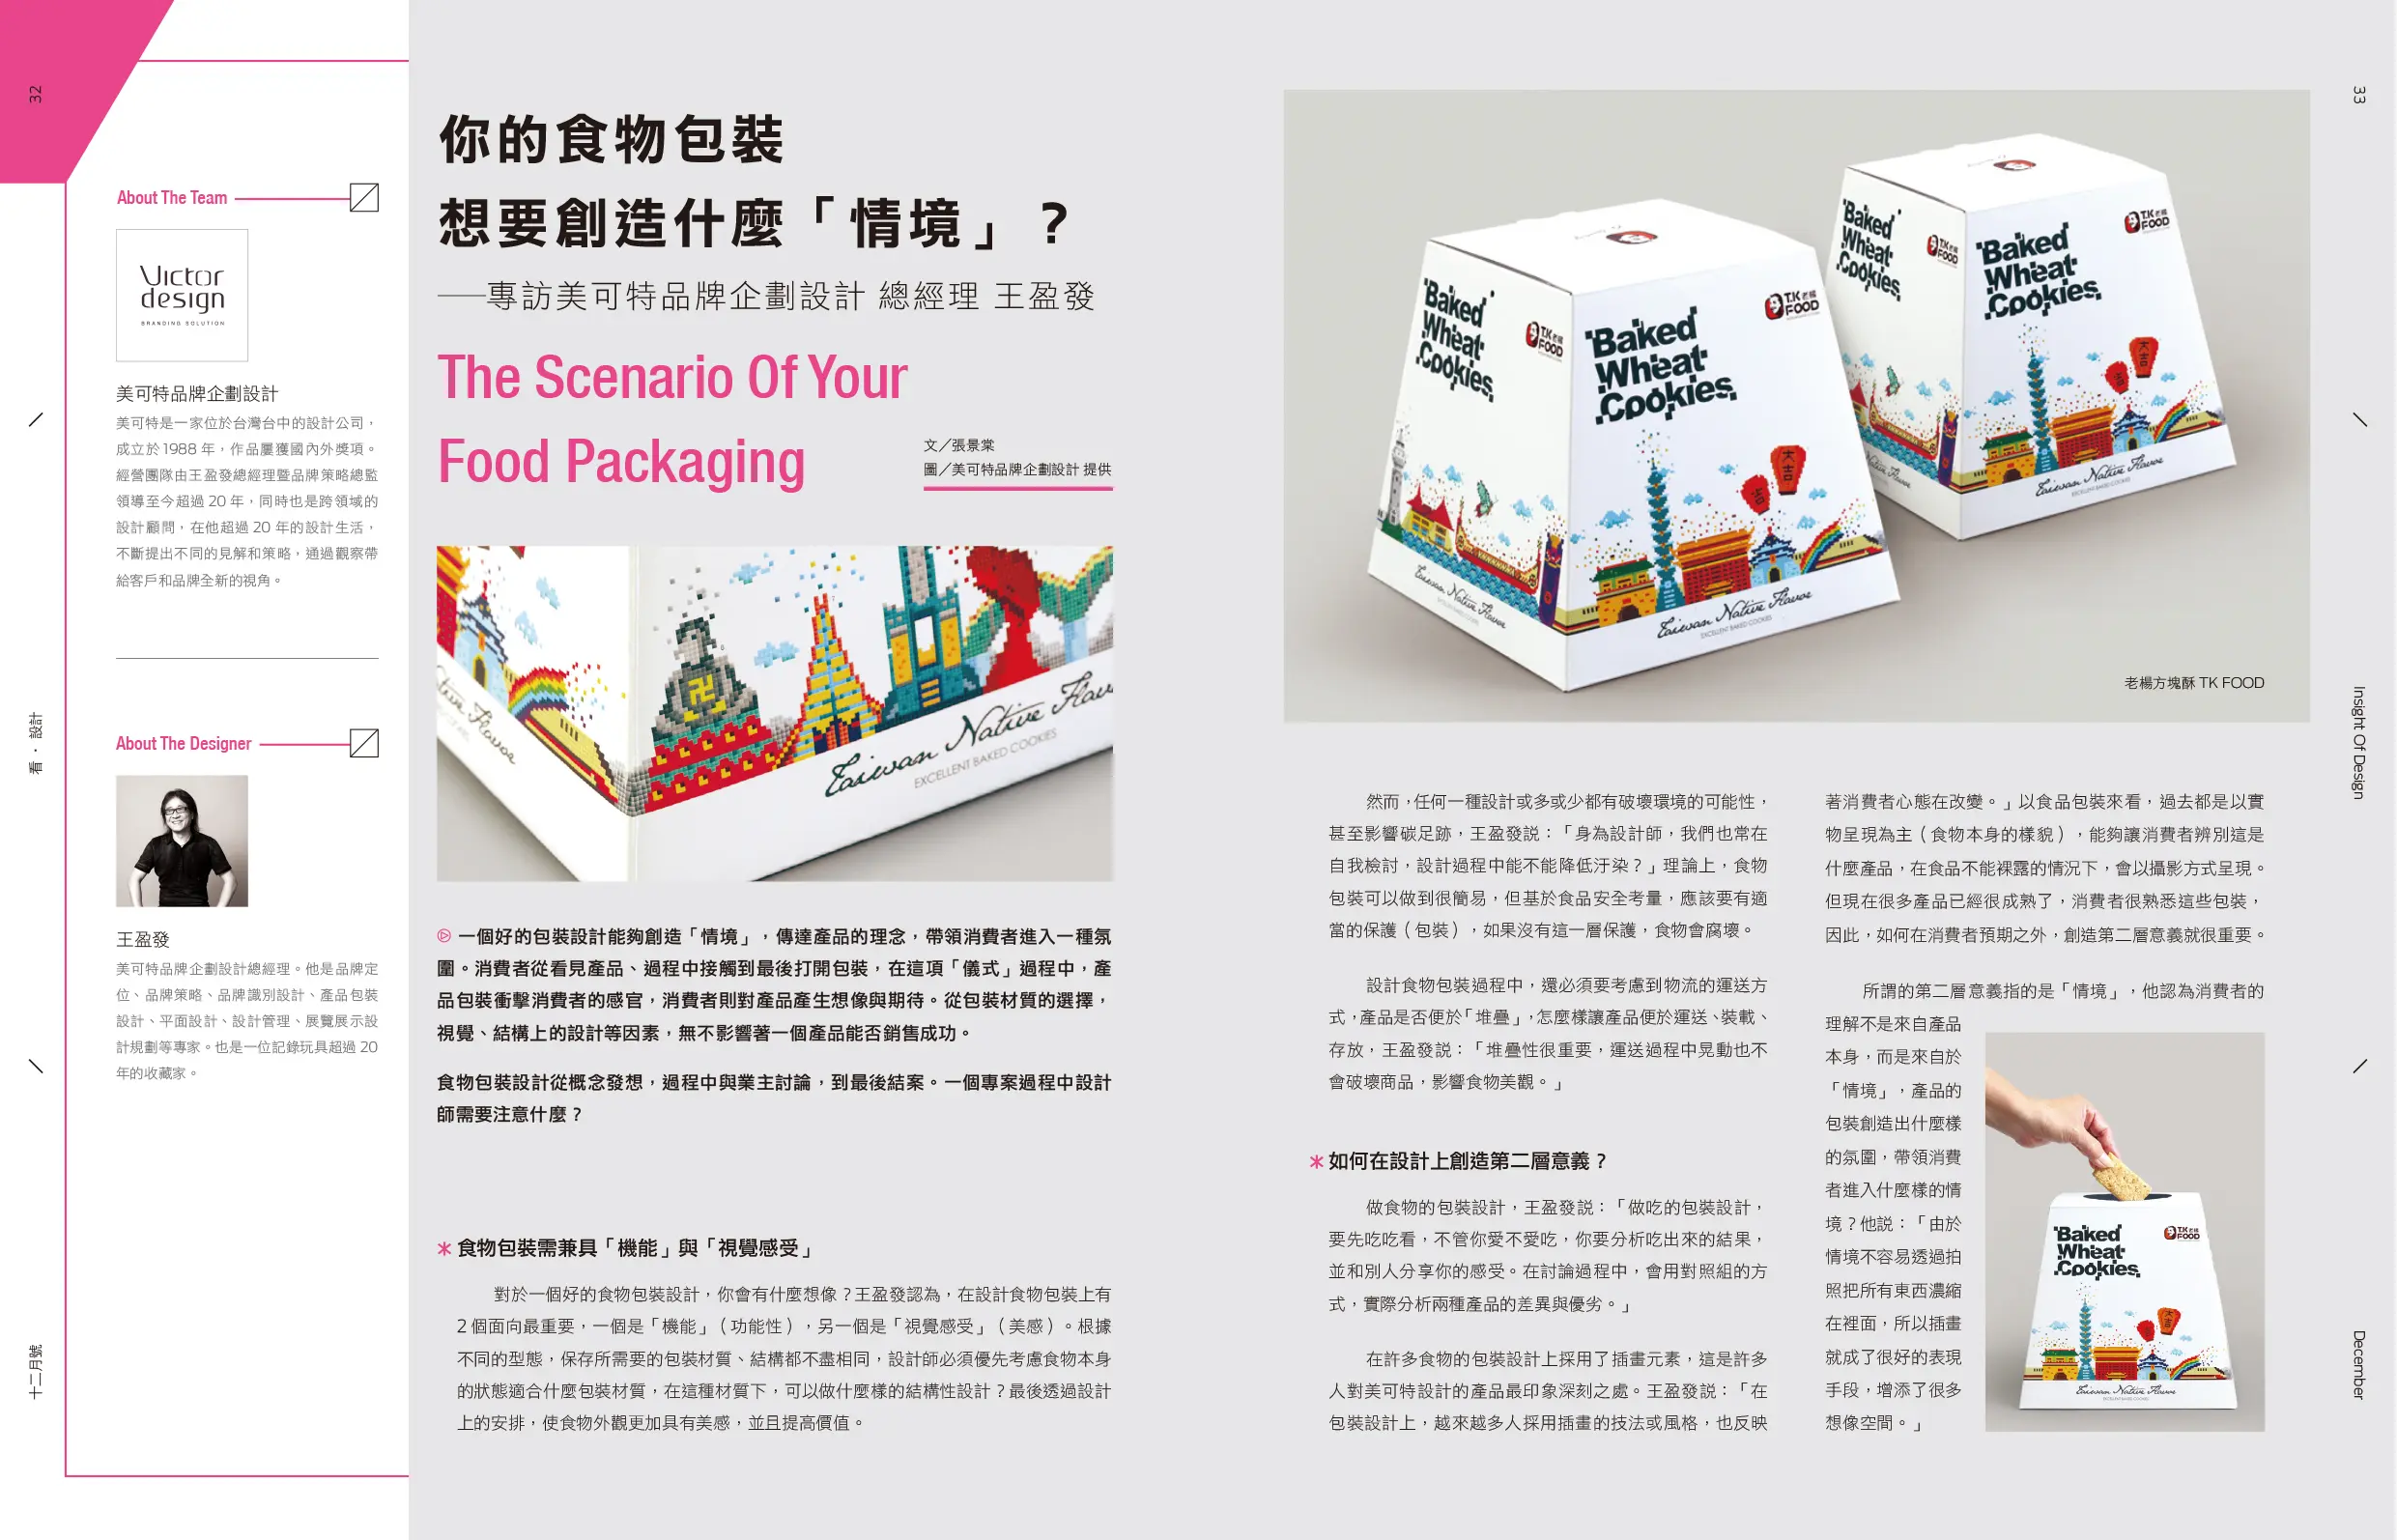 32
看・設計
十二月號
About The Team
Victor
design
BRANDING SOLUTION
美可特品牌企劃設計
美可特是一家位於台灣台中的設計公司，
成立於 1988 年，作品屢獲國內外獎項。
經營團隊由王盈發總經理暨品牌策略總監
領導至今超過 20 年，同時也是跨領域的
設計顧問，在他超過 20 年的設計生活，
不斷提出不同的見解和策略，通過觀察帶
給客戶和品牌全新的視角。
About The Designer
王盈發
美可特品牌企劃設計總經理。他是品牌定
位、品牌策略、品牌識別設計、產品包裝
設計、平面設計、設計管理、展覽展示設
計規劃等專家。也是一位記錄玩具超過 20
年的收藏家。
你的食物包裝
想要創造什麼「情境」？
——專訪美可特品牌企劃設計 總經理 王盈發
The Scenario Of Your
Food Packaging
文／張景棠
圖／美可特品牌企劃設計 提供
Taiwan Native Flavor
EXCELLENT BAKED COOKIES
一個好的包裝設計能夠創造「情境」，傳達產品的理念，帶領消費者進入一種氛
圍。消費者從看見產品、過程中接觸到最後打開包裝，在這項「儀式」過程中，產
品包裝衝擊消費者的感官，消費者則對產品產生想像與期待。從包裝材質的選擇，
視覺、結構上的設計等因素，無不影響著一個產品能否銷售成功。
食物包裝設計從概念發想，過程中與業主討論，到最後結案。一個專案過程中設計
師需要注意什麼？
＊食物包裝需兼具「機能」與「視覺感受」
對於一個好的食物包裝設計，你會有什麼想像？王盈發認為，在設計食物包裝上有
2 個面向最重要，一個是「機能」（功能性），另一個是「視覺感受」（美感）。根據
不同的型態，保存所需要的包裝材質、結構都不盡相同，設計師必須優先考慮食物本身
的狀態適合什麼包裝材質，在這種材質下，可以做什麼樣的結構性設計？最後透過設計
上的安排，使食物外觀更加具有美感，並且提高價值。
Baked
Wheat
Cookies
T.K 老楊
FOOD
大吉
吉
Taiwan Native Flavor
EXCELLENT BAKED COOKIES
Baked
Wheat
Cookies
T.K 老楊
FOOD
Baked
Wheat
Cookies
T.K 老楊
FOOD
Baked
Wheat
Cookies
T.K 老楊
FOOD
大吉
吉
Taiwan Native Flavor
老楊方塊酥 TK FOOD
然而，任何一種設計或多或少都有破壞環境的可能性，
甚至影響碳足跡，王盈發說：「身為設計師，我們也常在
自我檢討，設計過程中能不能降低汙染？」理論上，食物
包裝可以做到很簡易，但基於食品安全考量，應該要有適
當的保護（包裝），如果沒有這一層保護，食物會腐壞。
設計食物包裝過程中，還必須要考慮到物流的運送方
式，產品是否便於「堆疊」，怎麼樣讓產品便於運送、裝載、
存放，王盈發說：「堆疊性很重要，運送過程中晃動也不
會破壞商品，影響食物美觀。」
＊如何在設計上創造第二層意義？
做食物的包裝設計，王盈發說：「做吃的包裝設計，
要先吃吃看，不管你愛不愛吃，你要分析吃出來的結果，
並和別人分享你的感受。在討論過程中，會用對照組的方
式，實際分析兩種產品的差異與優劣。」
在許多食物的包裝設計上採用了插畫元素，這是許多
人對美可特設計的產品最印象深刻之處。王盈發說：「在
包裝設計上，越來越多人採用插畫的技法或風格，也反映
著消費者心態在改變。」以食品包裝來看，過去都是以實
物呈現為主（食物本身的樣貌），能夠讓消費者辨別這是
什麼產品，在食品不能裸露的情況下，會以攝影方式呈現。
但現在很多產品已經很成熟了，消費者很熟悉這些包裝，
因此，如何在消費者預期之外，創造第二層意義就很重要。
所謂的第二層意義指的是「情境」，他認為消費者的
理解不是來自產品
本身，而是來自於
「情境」，產品的
包裝創造出什麼樣
的氛圍，帶領消費
者進入什麼樣的情
境？他說：「由於
情境不容易透過拍
照把所有東西濃縮
在裡面，所以插畫
就成了很好的表現
手段，增添了很多
想像空間。」
Baked
Wheat
Cookies
T.K 老楊
FOOD
Taiwan Native Flavor
33
Insight Of Design
December